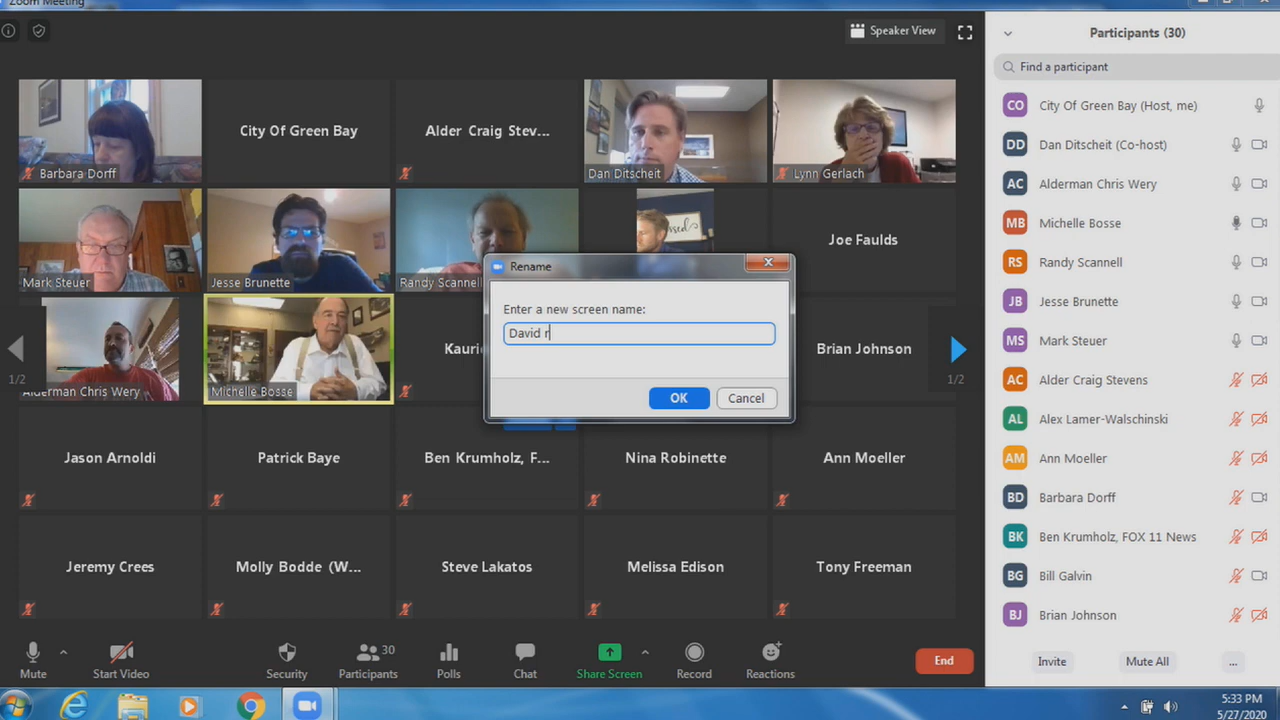 Zoom Meeting
Speaker View
Barbara Dorff
City Of Green Bay
Alder Craig Stev...
Dan Ditscheit
Lynn Gerlach
Mark Steuer
Jesse Brunette
Randy Scannell
Joe Faulds
Alderman Chris Wery
Michelle Bosse
Brian Johnson
1/2
1/2
Rename
Enter a new screen name:
David r
OK
Cancel
Jason Arnoldi
Patrick Baye
Ben Krumholz, F...
Nina Robinette
Ann Moeller
Jeremy Crees
Molly Bodde (W...
Steve Lakatos
Melissa Edison
Tony Freeman
Mute
Start Video
Security
Participants
30
Polls
Chat
Share Screen
Record
Reactions
End
Participants (30)
Find a participant
CO City Of Green Bay (Host, me)
DD Dan Ditscheit (Co-host)
AC Alderman Chris Wery
MB Michelle Bosse
RS Randy Scannell
JB Jesse Brunette
MS Mark Steuer
AC Alder Craig Stevens
AL Alex Lamer-Walschinski
AM Ann Moeller
BD Barbara Dorff
BK Ben Krumholz, FOX 11 News
BG Bill Galvin
BJ Brian Johnson
Invite
Mute All
...
5:33 PM
5/27/2020